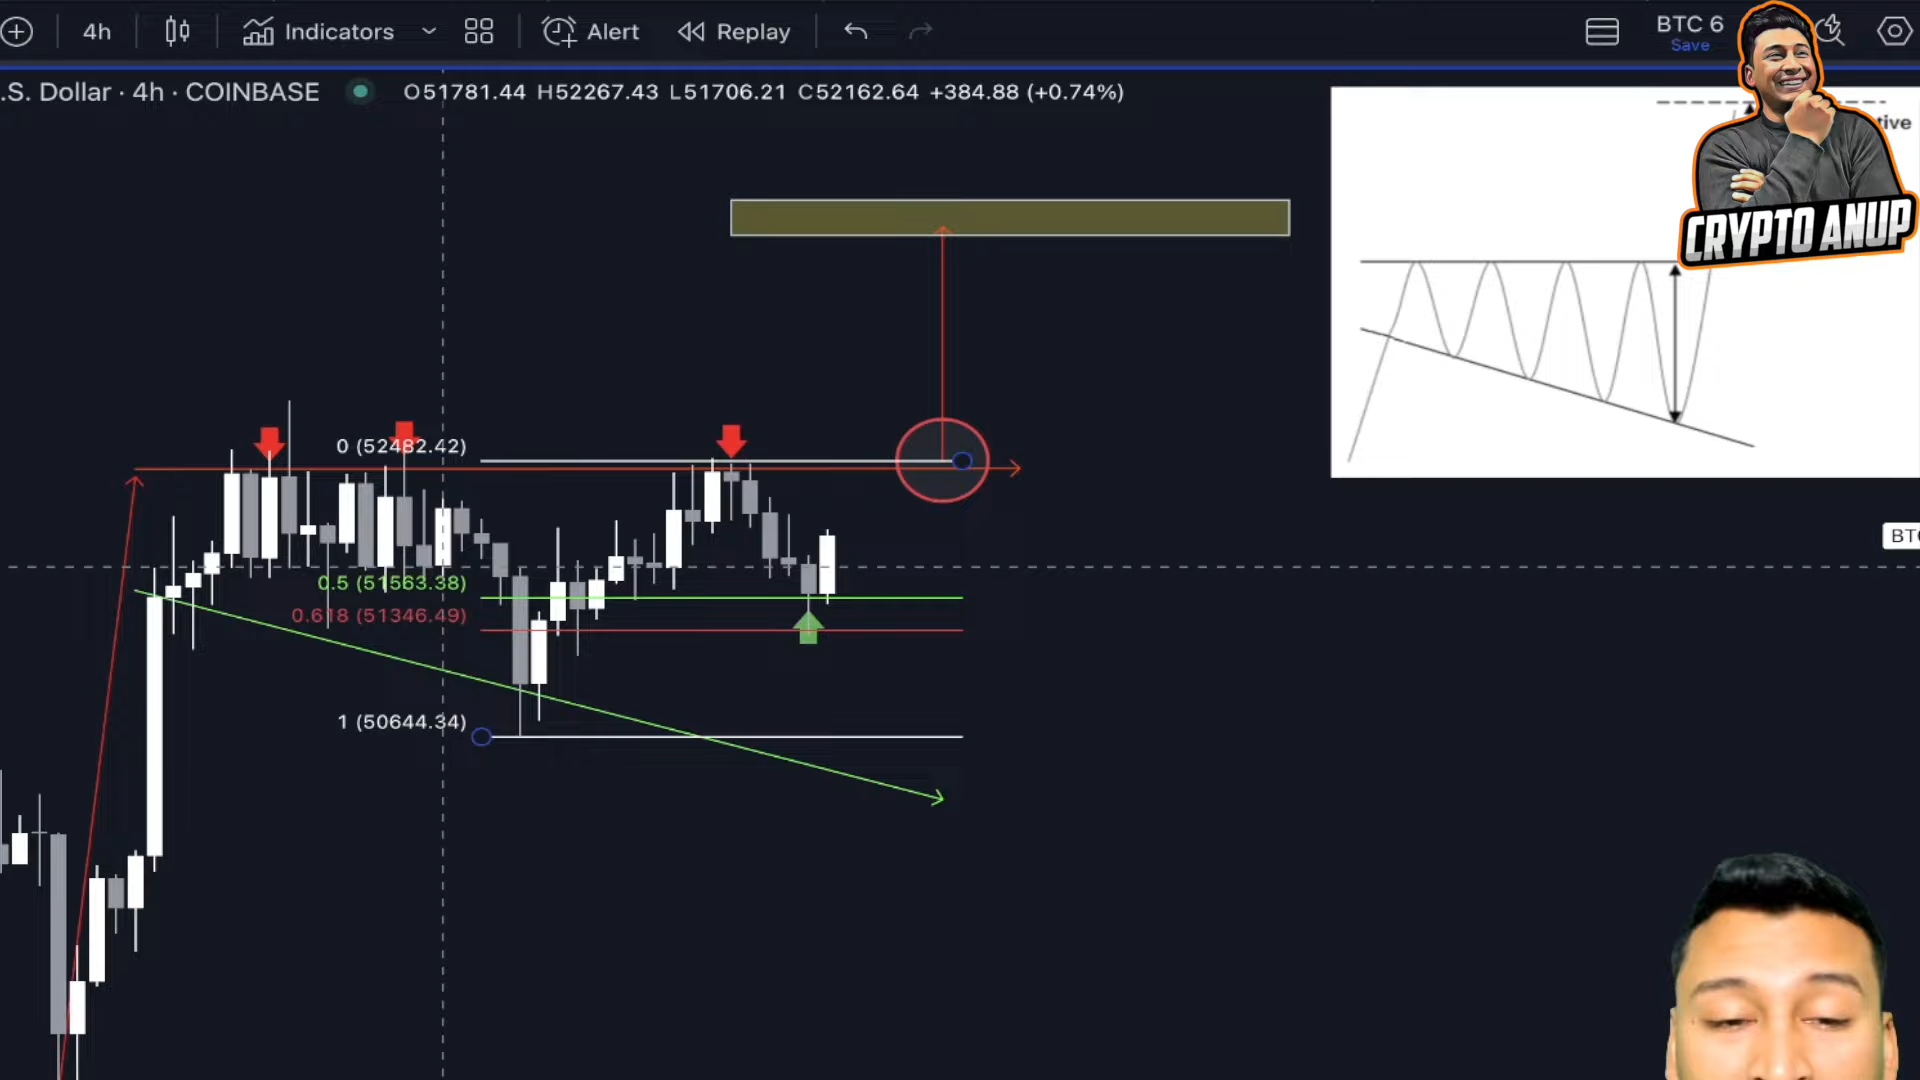 4h Indicators Alert Replay BTC 6
Save
.S. Dollar · 4h · COINBASE O51781.44 H52267.43 L51706.21 C52162.64 +384.88 (+0.74%)
tive
CRYPTO ANUP
0 (52482.42)
BTC
0.5 (51563.38)
0.618 (51346.49)
1 (50644.34)